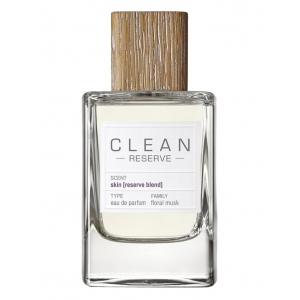 CLEAN
RESERVE
SCENT
skin [reserve blend]
TYPE FAMILY
eau de parfum floral musk